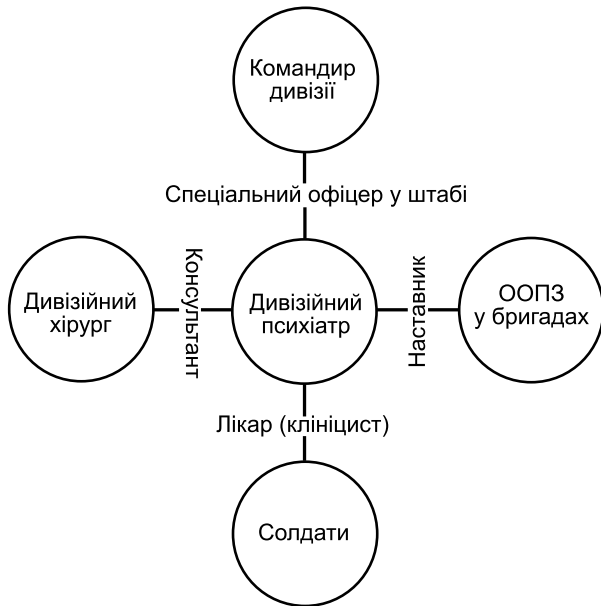 Командир
дивізії
Спеціальний офіцер у штабі
Дивізійний
хірург
Консультант
Дивізійний
психіатр
Наставник
ООПЗ
у бригадах
Лікар (клініцист)
Солдати